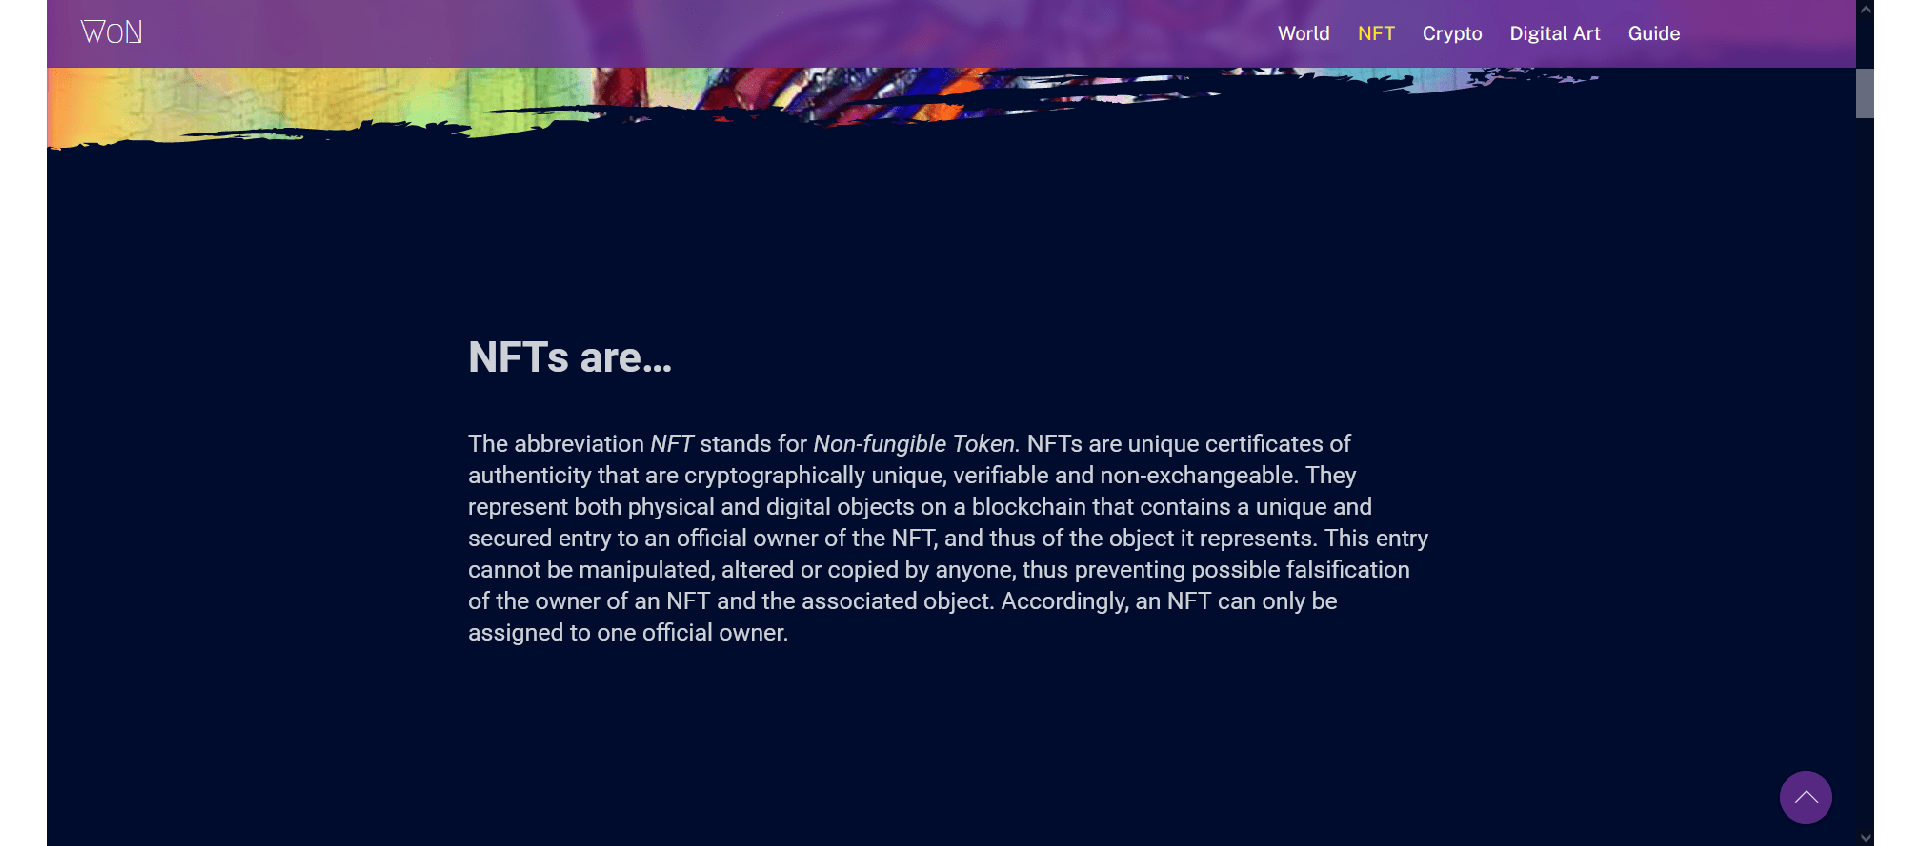 WoN
World NFT Crypto Digital Art Guide
NFTs are...
The abbreviation NFT stands for Non-fungible Token. NFTs are unique certificates of
authenticity that are cryptographically unique, verifiable and non-exchangeable. They
represent both physical and digital objects on a blockchain that contains a unique and
secured entry to an official owner of the NFT, and thus of the object it represents. This entry
cannot be manipulated, altered or copied by anyone, thus preventing possible falsification
of the owner of an NFT and the associated object. Accordingly, an NFT can only be
assigned to one official owner.